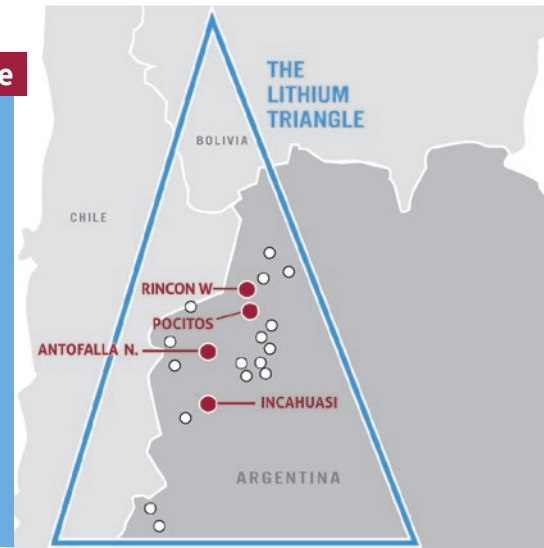 e
THE
LITHIUM
TRIANGLE
BOLIVIA
CHILE
RINCON W
POCITOS
ANTOFALLA N.
INCAHUASI
ARGENTINA